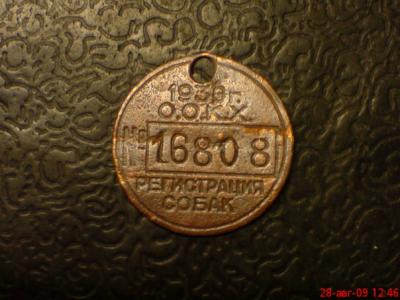 1939г.
О.О.К.Х.
№ 16808
РЕГИСТРАЦИЯ
СОБАК
28-авг-09 12:46